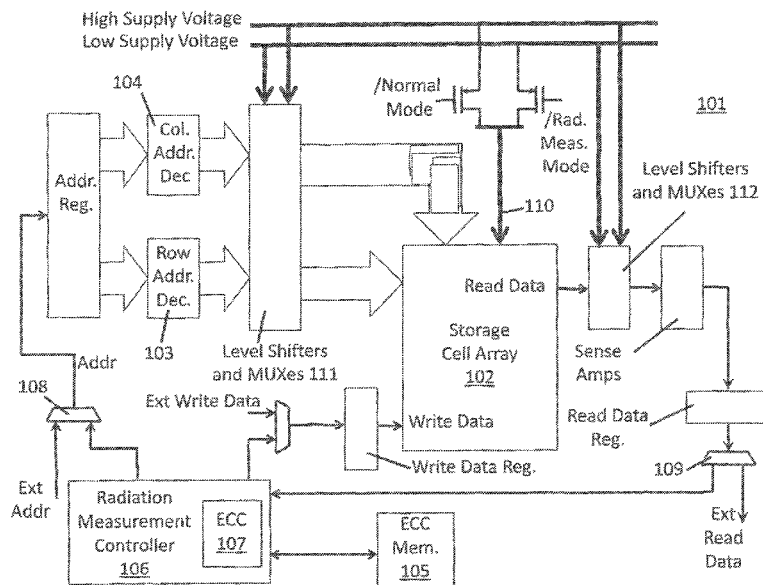 High Supply Voltage
Low Supply Voltage
104
/Normal
Mode
/Rad.
Meas.
Mode
101
Col.
Addr.
Dec
Addr.
Reg.
Row
Addr.
Dec.
103
Level Shifters
and MUXes 112
110
Read Data
Storage
Cell Array
102
Write Data
Sense
Amps
Level Shifters
and MUXes 111
Addr
108
Ext Write Data
Write Data Reg.
Read Data
Reg.
109
Ext
Addr
Radiation
Measurement
Controller
106
ECC
107
ECC
Mem.
105
Ext
Read
Data